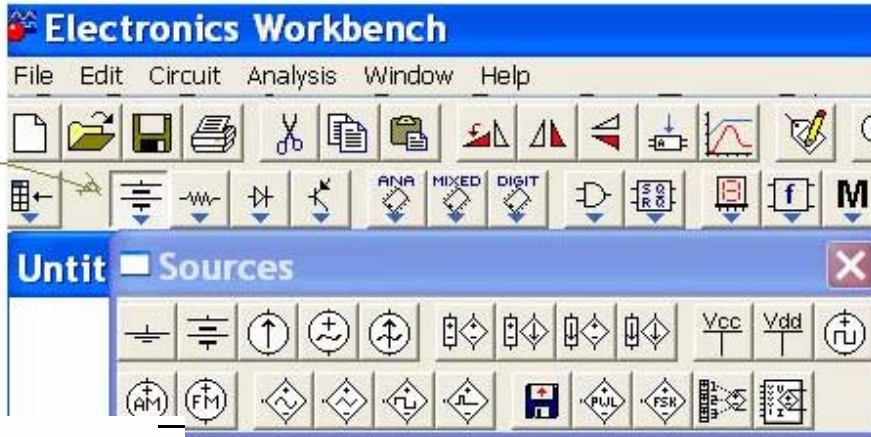 Electronics Workbench
File Edit Circuit Analysis Window Help
ANA MIXED DIGIT
S Q R Q f M
Untit Sources
Vcc Vdd
AM FM PWL FSK